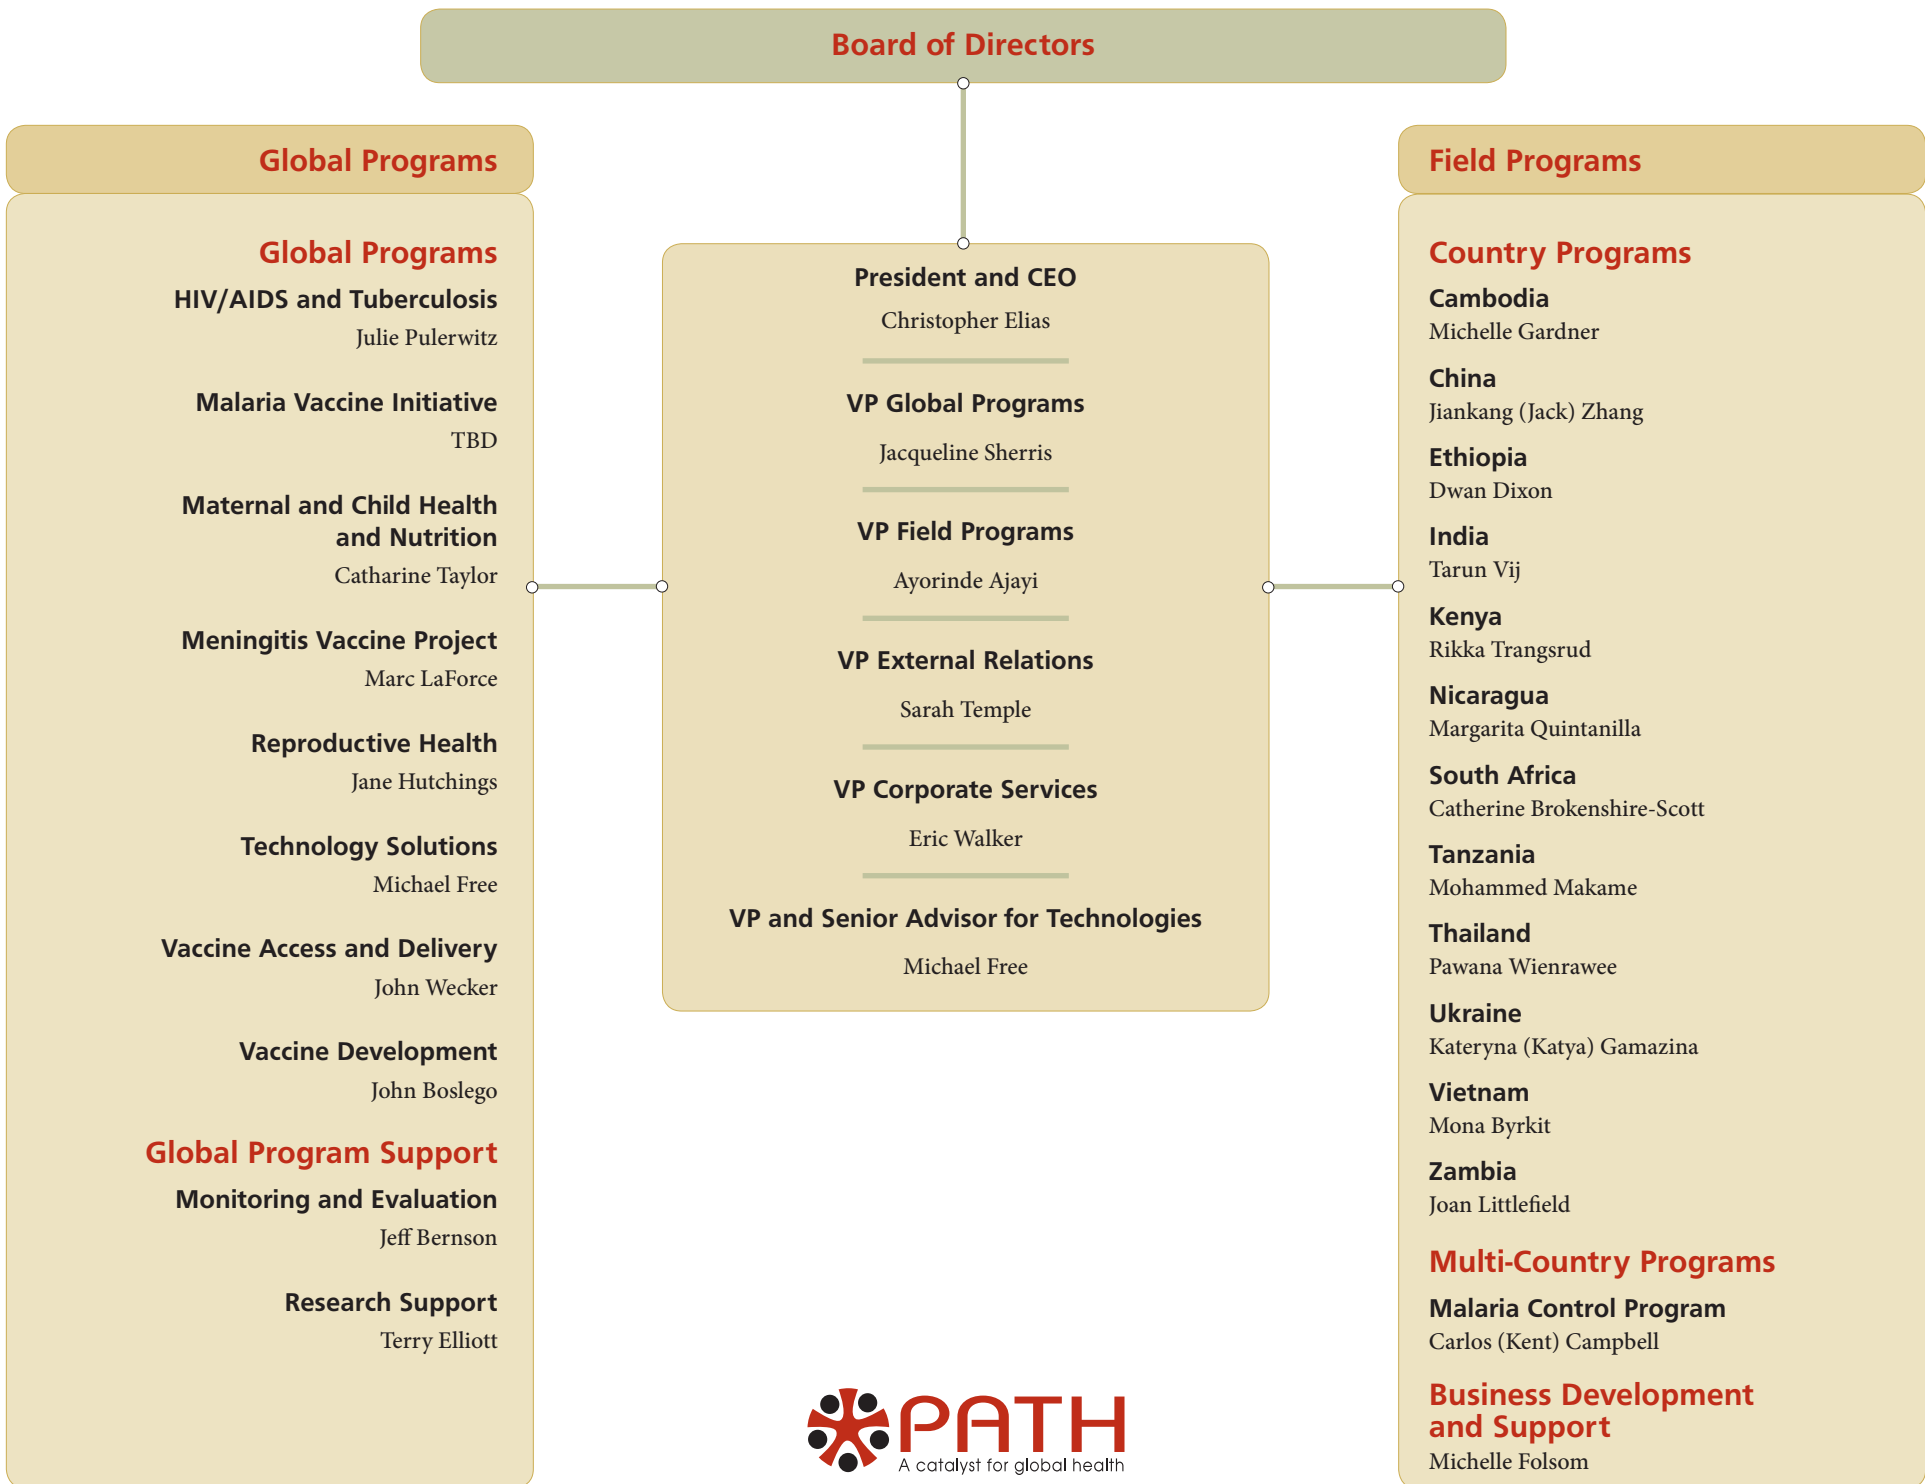 Board of Directors
Global Programs
Global Programs
HIV/AIDS and Tuberculosis
Julie Pulerwitz
Malaria Vaccine Initiative
TBD
Maternal and Child Health
and Nutrition
Catharine Taylor
Meningitis Vaccine Project
Marc LaForce
Reproductive Health
Jane Hutchings
Technology Solutions
Michael Free
Vaccine Access and Delivery
John Wecker
Vaccine Development
John Boslego
Global Program Support
Monitoring and Evaluation
Jeff Bernson
Research Support
Terry Elliott
President and CEO
Christopher Elias
VP Global Programs
Jacqueline Sherris
VP Field Programs
Ayorinde Ajayi
VP External Relations
Sarah Temple
VP Corporate Services
Eric Walker
VP and Senior Advisor for Technologies
Michael Free
Field Programs
Country Programs
Cambodia
Michelle Gardner
China
Jiankang (Jack) Zhang
Ethiopia
Dwan Dixon
India
Tarun Vij
Kenya
Rikka Trangsrud
Nicaragua
Margarita Quintanilla
South Africa
Catherine Brokenshire-Scott
Tanzania
Mohammed Makame
Thailand
Pawana Wienrawee
Ukraine
Kateryna (Katya) Gamazina
Vietnam
Mona Byrkit
Zambia
Joan Littlefield
Multi-Country Programs
Malaria Control Program
Carlos (Kent) Campbell
Business Development
and Support
Michelle Folsom
PATH
A catalyst for global health